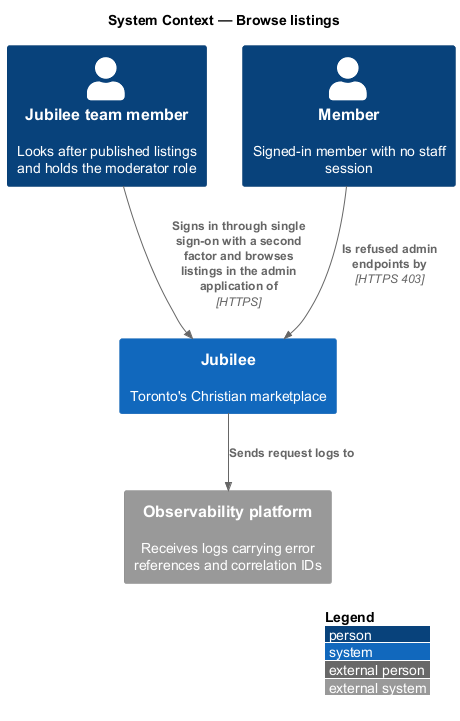 System Context — Browse listings
Jubilee team member
Looks after published listings
and holds the moderator role
Member
Signed-in member with no staff
session
Signs in through single
sign-on with a second
factor and browses
listings in the admin
application of
[HTTPS]
Is refused admin
endpoints by
[HTTPS 403]
Jubilee
Toronto's Christian marketplace
Sends request logs to
Observability platform
Receives logs carrying error
references and correlation IDs
Legend
person
system
external person
external system